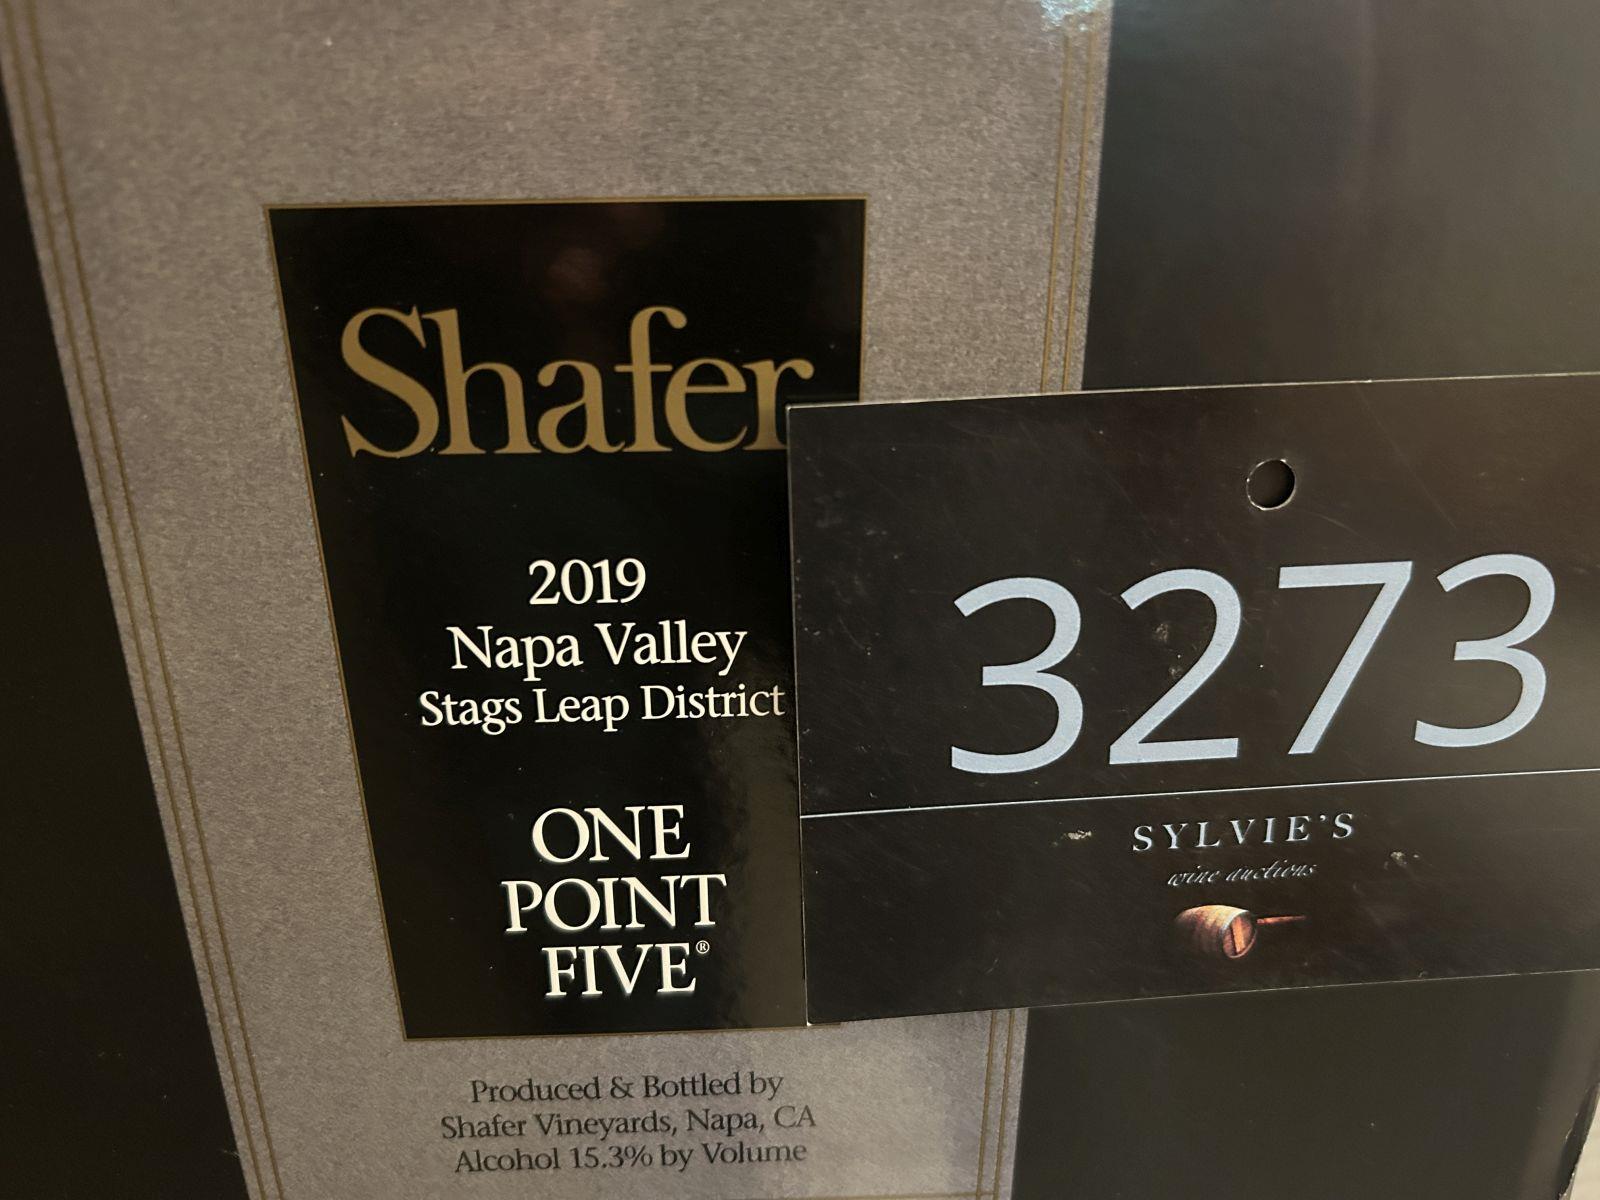 Shafer
2019
Napa Valley
Stags Leap District
ONE
POINT
FIVE®
Produced & Bottled by
Shafer Vineyards, Napa, CA
Alcohol 15.3% by Volume
3273
SYLVIE'S
wine auctions